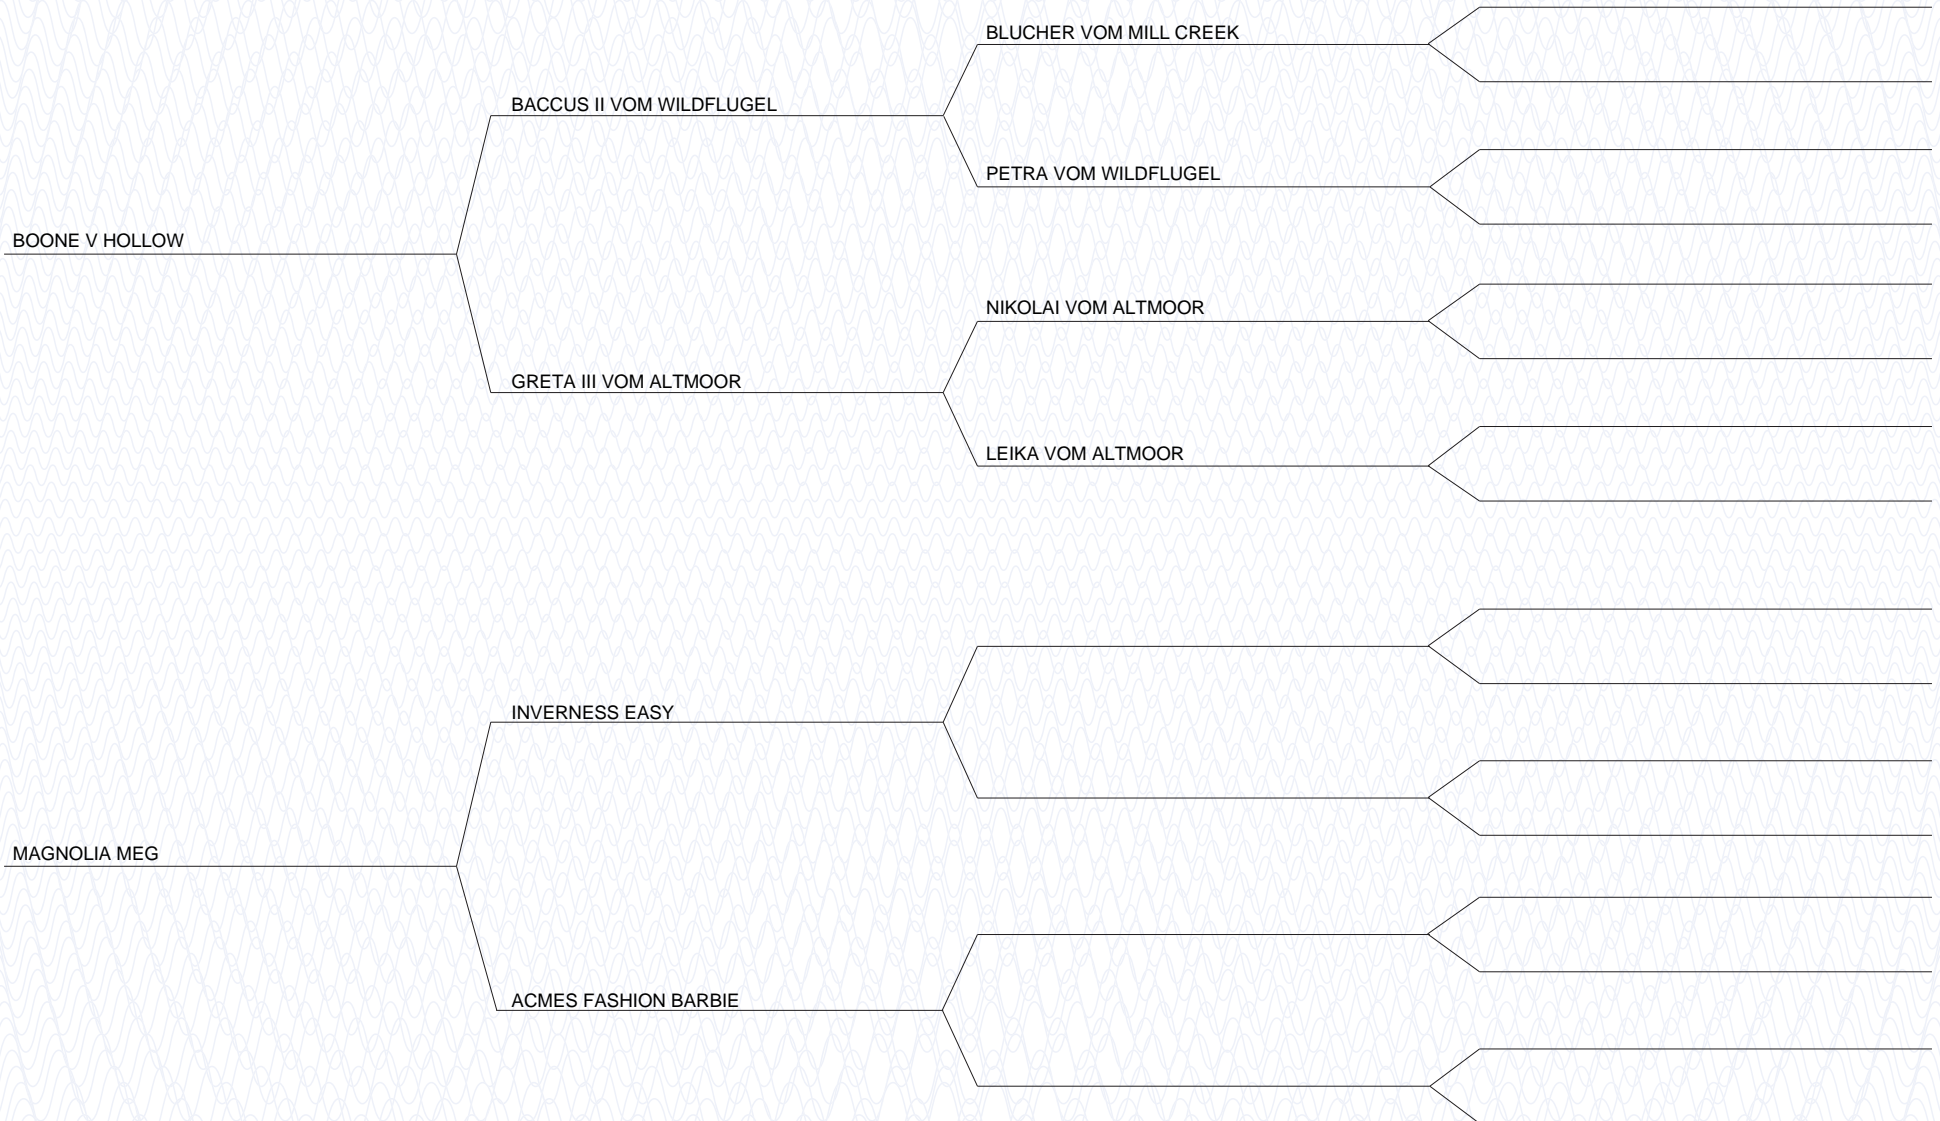 BLUCHER VOM MILL CREEK
BACCUS II VOM WILDFLUGEL
PETRA VOM WILDFLUGEL
BOONE V HOLLOW
NIKOLAI VOM ALTMOOR
GRETA III VOM ALTMOOR
LEIKA VOM ALTMOOR
INVERNESS EASY
MAGNOLIA MEG
ACMES FASHION BARBIE